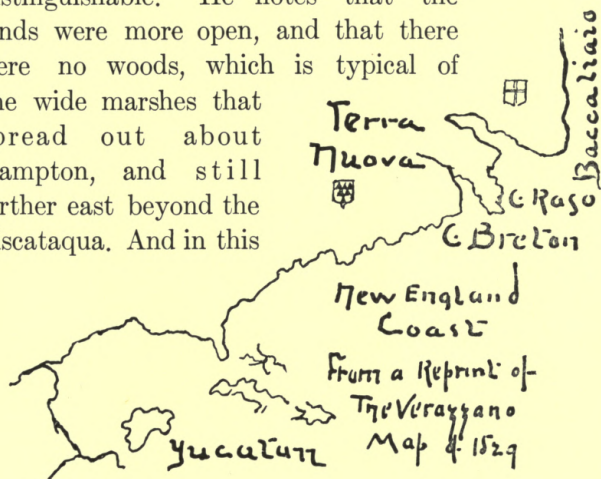 distinguishable. He notes that the
nds were more open, and that there
ere no woods, which is typical of
he wide marshes that
pread out about
ampton, and still
rther east beyond the
scataqua. And in this
Baccaliaro
Terra
Nuova
C. Raso
C. Breton
New England
Coast
From a Reprint of
The Verazzano
Map of 1529
Yucatan